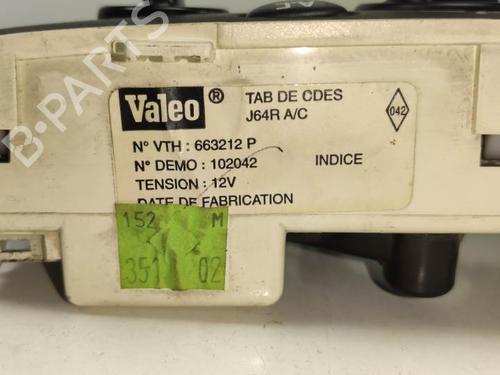 AC
Valeo ® TAB DE CDES
J64R A/C
042
N° VTH : 663212 P
N° DEMO : 102042 INDICE
TENSION : 12V
DATE DE FABRICATION
152 M
351 02
B-PARTS